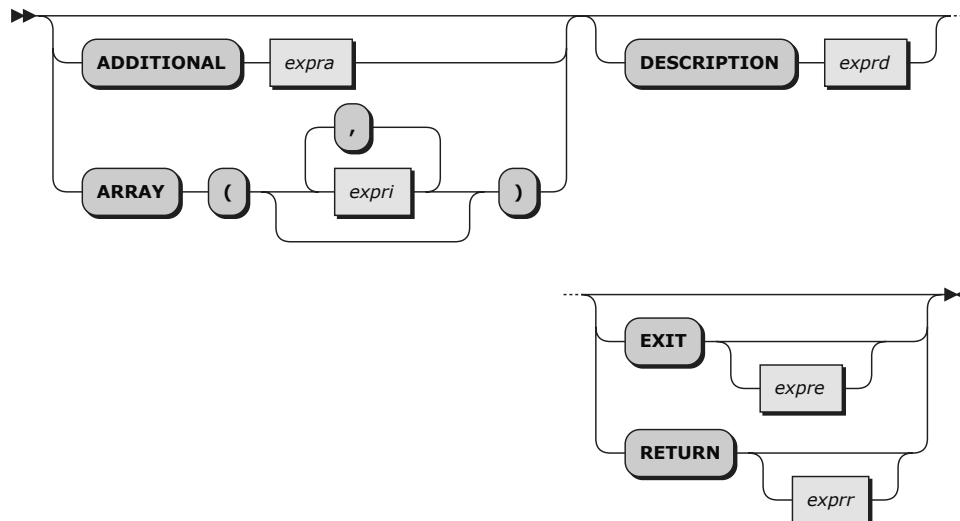 ADDITIONAL expra DESCRIPTION exprd
,
ARRAY ( expri )
EXIT
expre
RETURN
exprr